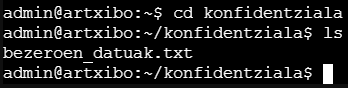 admin@artxibo:~$ cd konfidentziala
admin@artxibo:~/konfidentziala$ ls
bezeroen_datuak.txt
admin@artxibo:~/konfidentziala$